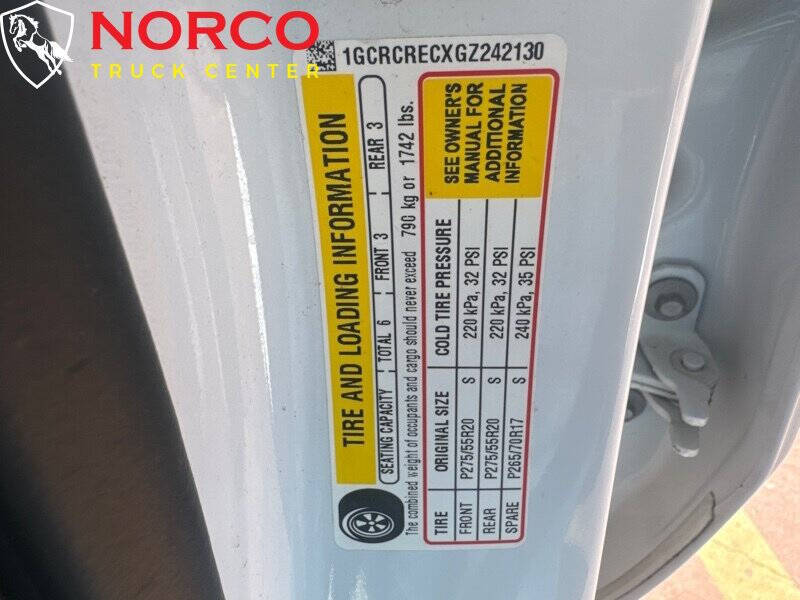 NORCO
TRUCK CENTER
1GCRCRECXGZ242130
TIRE AND LOADING INFORMATION
SEATING CAPACITY TOTAL 6 FRONT 3 REAR 3
The combined weight of occupants and cargo should never exceed 790 kg or 1742 lbs.
TIRE ORIGINAL SIZE COLD TIRE PRESSURE
FRONT P275/55R20 S 220 kPa, 32 PSI
REAR P275/55R20 S 220 kPa, 32 PSI
SPARE P265/70R17 S 240 kPa, 35 PSI
SEE OWNER'S
MANUAL FOR
ADDITIONAL
INFORMATION